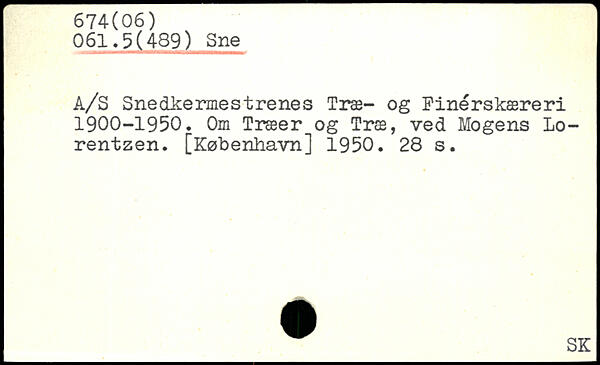 674(06)
061.5(489) Sne
A/S Snedkermestrenes Træ- og Finérskæreri
1900-1950. Om Træer og Træ, ved Mogens Lo-
rentzen. [København] 1950. 28 s.
SK